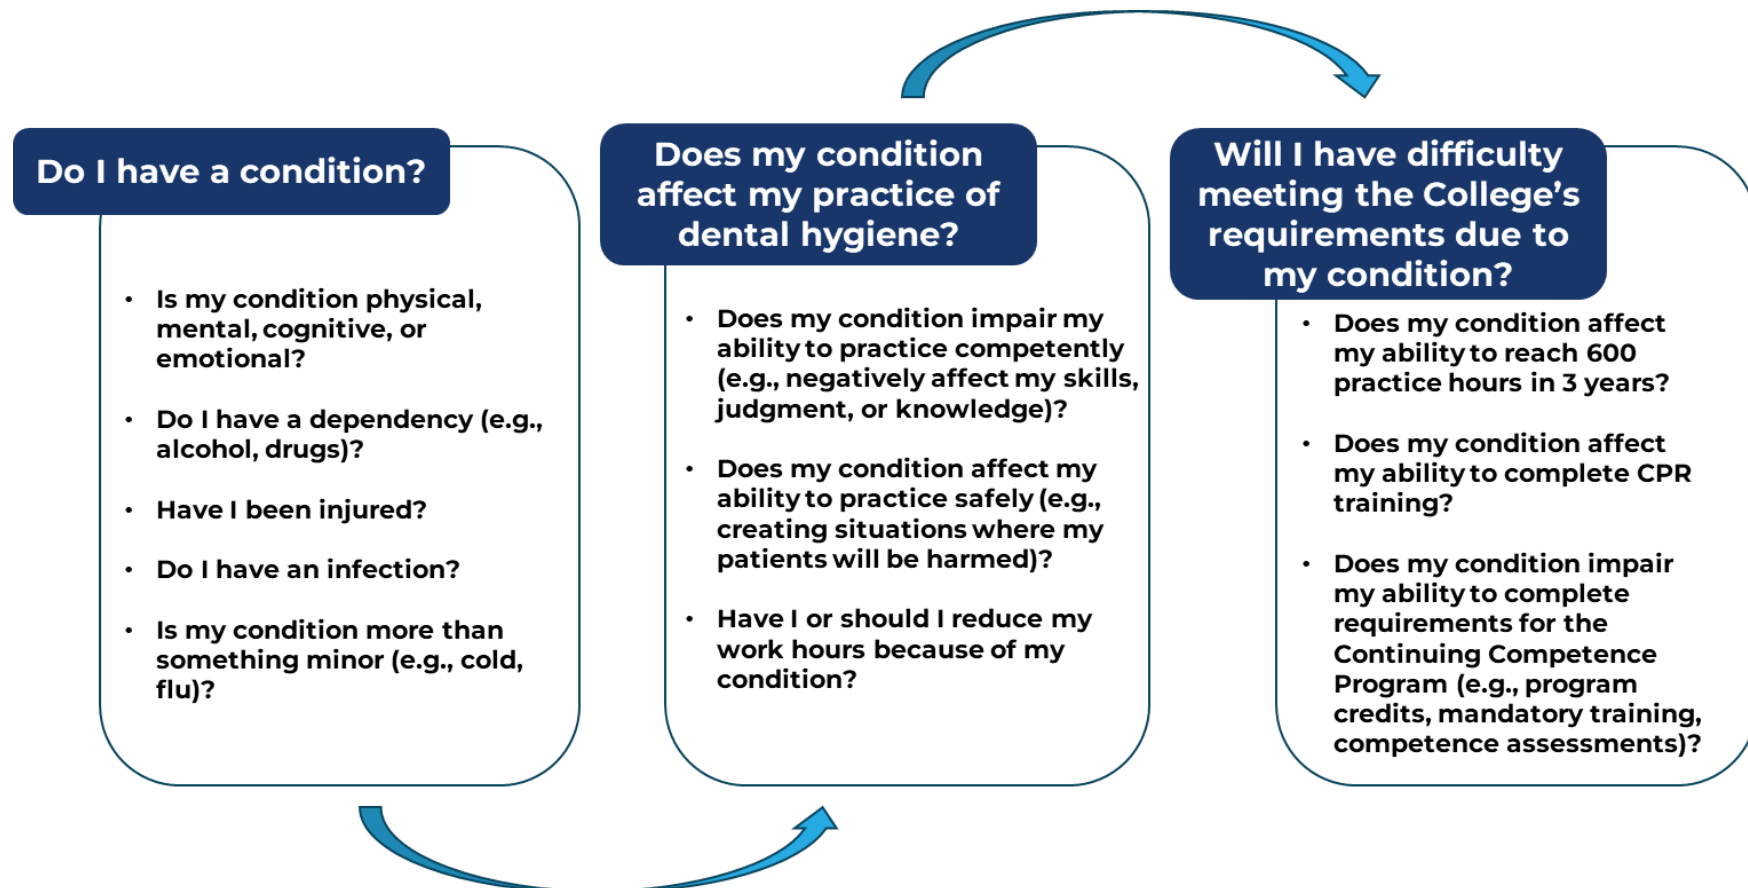 Do I have a condition?
• Is my condition physical,
mental, cognitive, or
emotional?
• Do I have a dependency (e.g.,
alcohol, drugs)?
• Have I been injured?
• Do I have an infection?
• Is my condition more than
something minor (e.g., cold,
flu)?
Does my condition
affect my practice of
dental hygiene?
• Does my condition impair my
ability to practice competently
(e.g., negatively affect my skills,
judgment, or knowledge)?
• Does my condition affect my
ability to practice safely (e.g.,
creating situations where my
patients will be harmed)?
• Have I or should I reduce my
work hours because of my
condition?
Will I have difficulty
meeting the College’s
requirements due to
my condition?
• Does my condition affect
my ability to reach 600
practice hours in 3 years?
• Does my condition affect
my ability to complete CPR
training?
• Does my condition impair
my ability to complete
requirements for the
Continuing Competence
Program (e.g., program
credits, mandatory training,
competence assessments)?